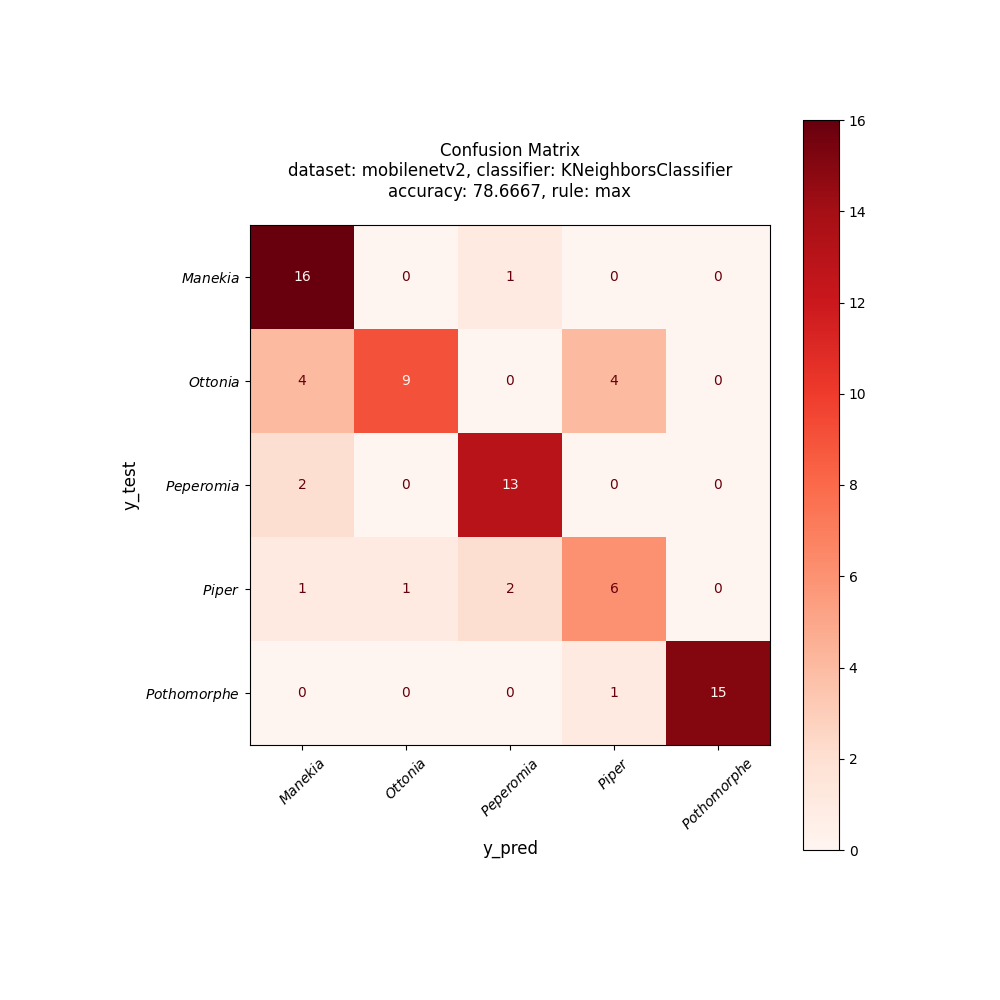 Confusion Matrix
dataset: mobilenetv2, classifier: KNeighborsClassifier
accuracy: 78.6667, rule: max
y_test
Manekia 16 0 1 0 0
Ottonia 4 9 0 4 0
Peperomia 2 0 13 0 0
Piper 1 1 2 6 0
Pothomorphe 0 0 0 1 15
Manekia Ottonia Peperomia Piper Pothomorphe
y_pred
16
14
12
10
8
6
4
2
0